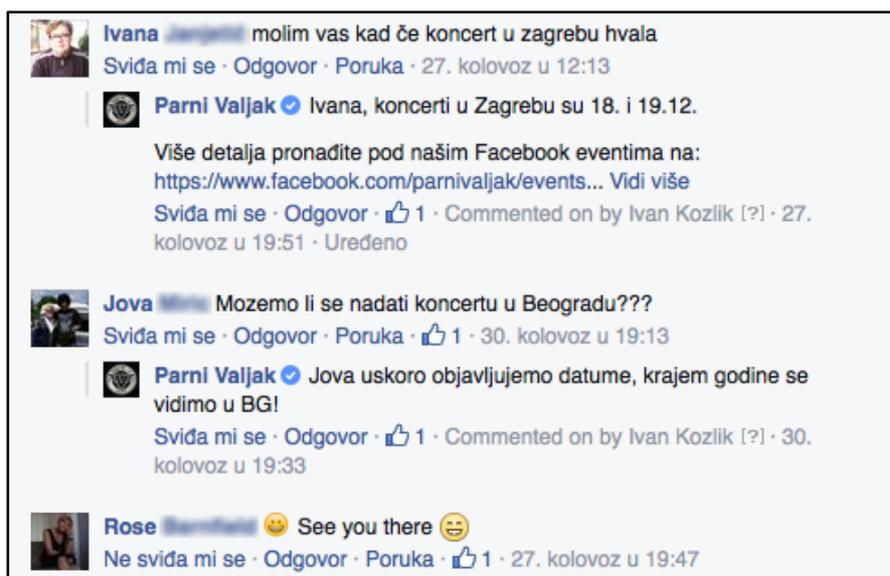 Ivana molim vas kad če koncert u zagrebu hvala
Sviđa mi se · Odgovor · Poruka · 27. kolovoz u 12:13
Parni Valjak Ivana, koncerti u Zagrebu su 18. i 19.12.
Više detalja pronađite pod našim Facebook eventima na:
https://www.facebook.com/parnivaljak/events... Vidi više
Sviđa mi se · Odgovor · 1 · Commented on by Ivan Kozlik [?] · 27.
kolovoz u 19:51 · Uređeno
Jova Mozemo li se nadati koncertu u Beogradu???
Sviđa mi se · Odgovor · Poruka · 1 · 30. kolovoz u 19:13
Parni Valjak Jova uskoro objavljujemo datume, krajem godine se
vidimo u BG!
Sviđa mi se · Odgovor · 1 · Commented on by Ivan Kozlik [?] · 30.
kolovoz u 19:33
Rose 😀 See you there 😄
Ne sviđa mi se · Odgovor · Poruka · 1 · 27. kolovoz u 19:47